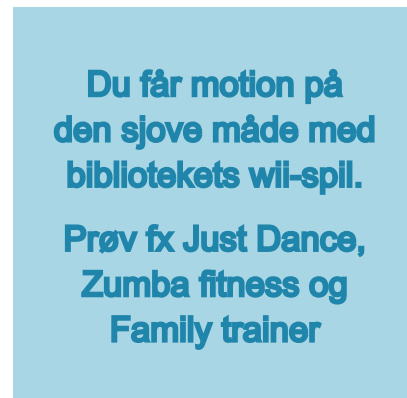 Du får motion på
den sjove måde med
bibliotekets wii-spil.
Prøv fx Just Dance,
Zumba fitness og
Family trainer